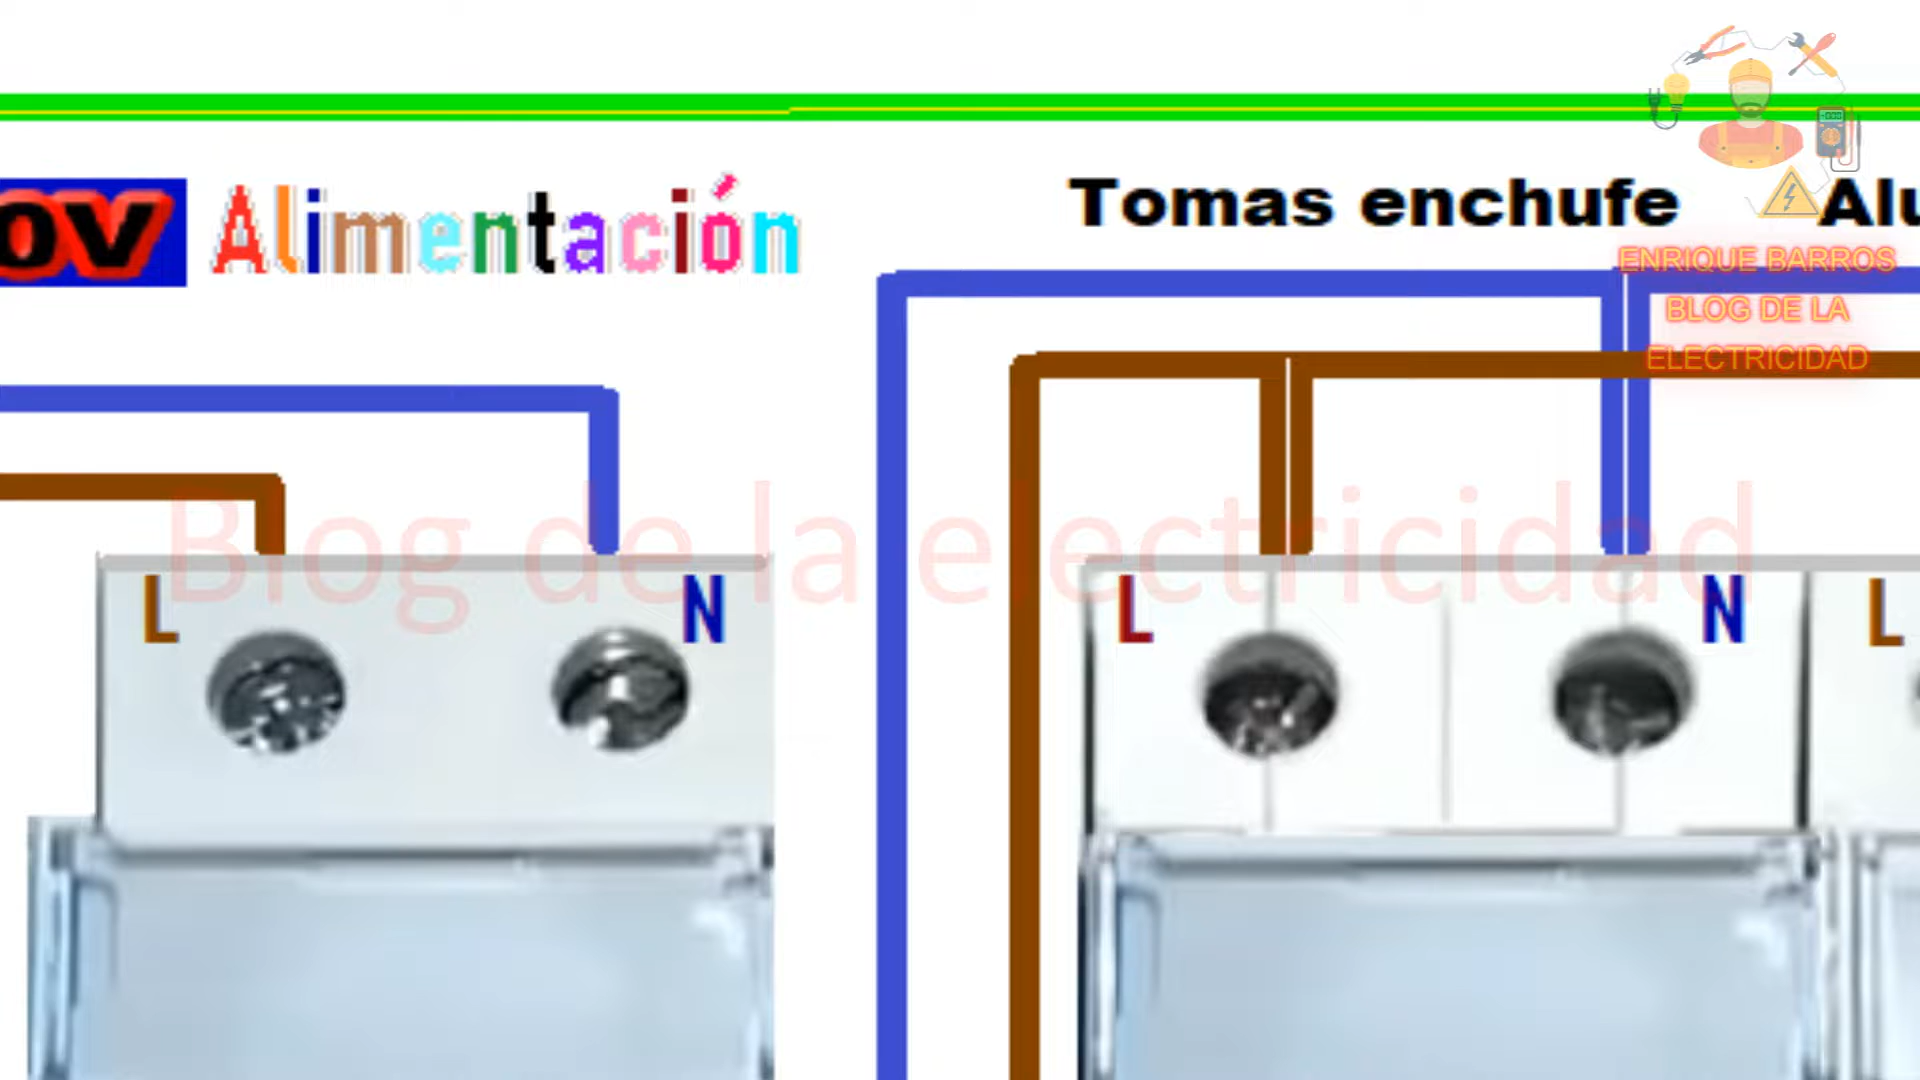 0V Alimentación
Tomas enchufe
Alu
ENRIQUE BARROS
BLOG DE LA
ELECTRICIDAD
Blog de la electricidad
L
N
L
N
L